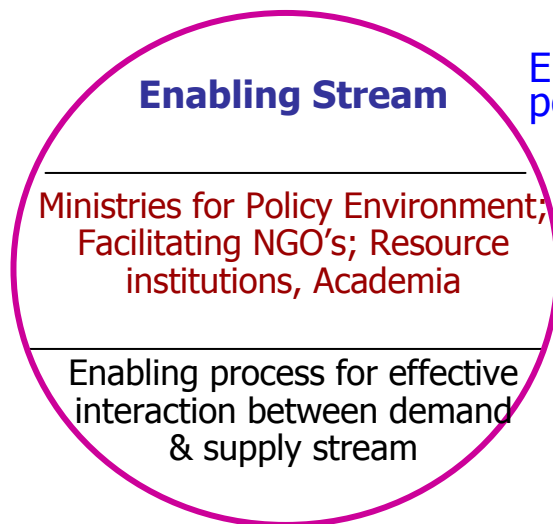 Enabling Stream
Ministries for Policy Environment;
Facilitating NGO’s; Resource
institutions, Academia
Enabling process for effective
interaction between demand
& supply stream